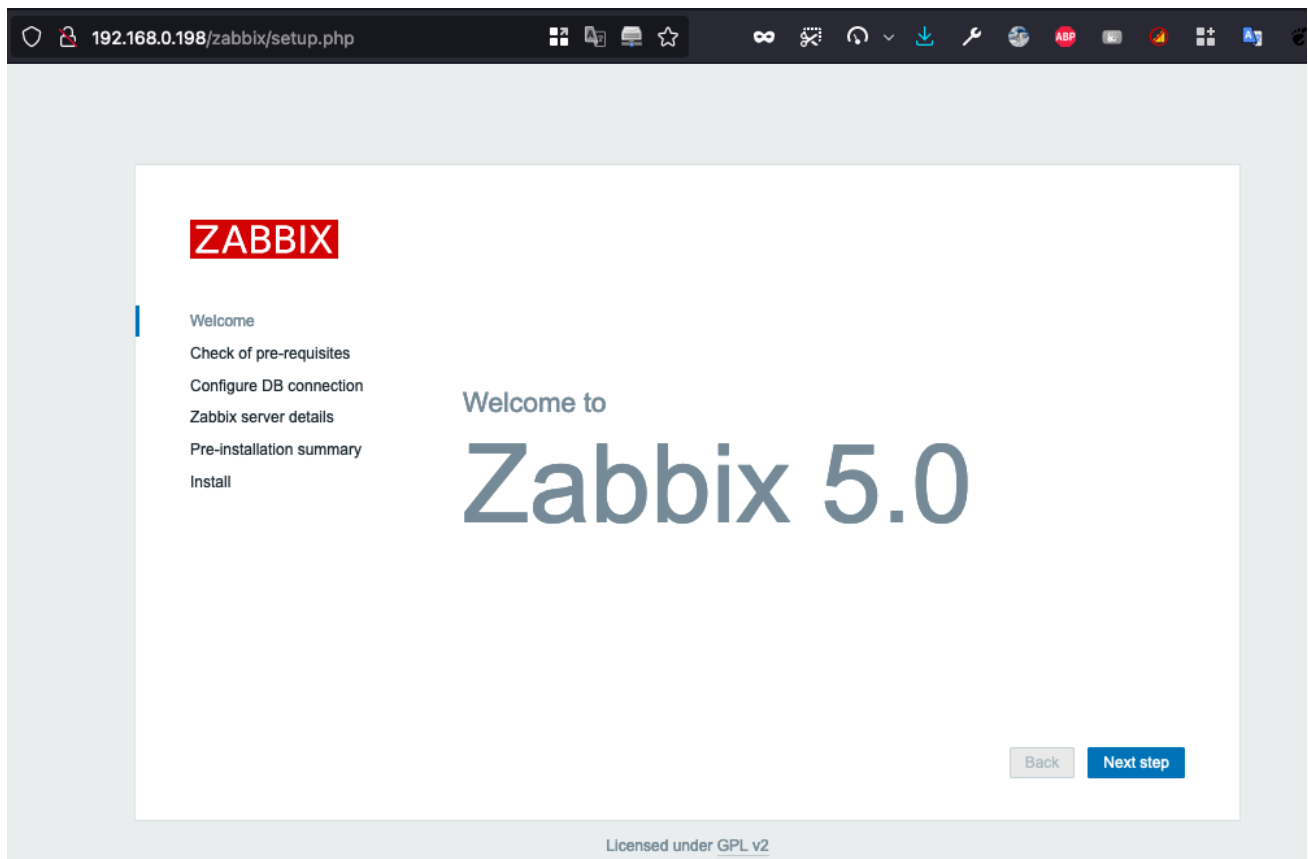 192.168.0.198/zabbix/setup.php
ABP
ZABBIX
Welcome
Check of pre-requisites
Configure DB connection
Zabbix server details
Pre-installation summary
Install
Welcome to
Zabbix 5.0
Back
Next step
Licensed under GPL v2